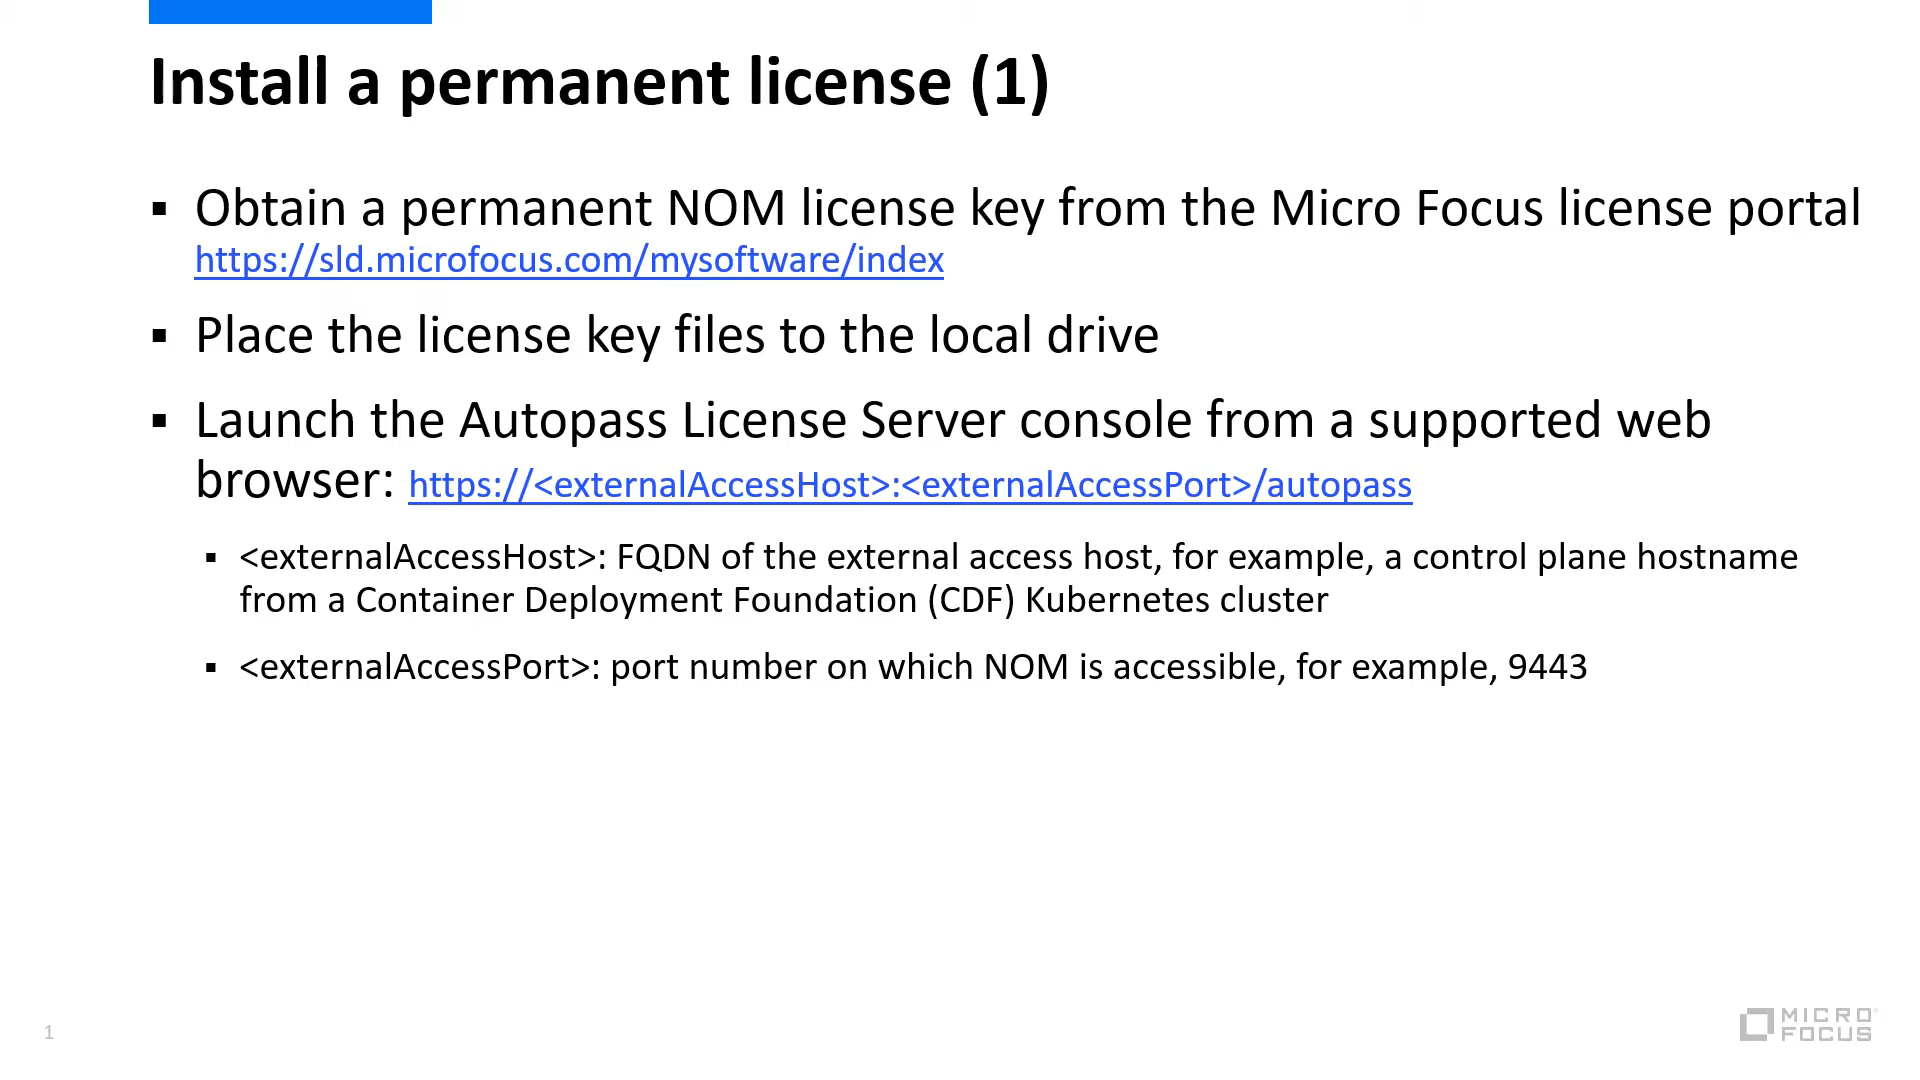 Install a permanent license (1)
▪ Obtain a permanent NOM license key from the Micro Focus license portal
https://sld.microfocus.com/mysoftware/index
▪ Place the license key files to the local drive
▪ Launch the Autopass License Server console from a supported web
browser: https://<externalAccessHost>:<externalAccessPort>/autopass
▪ <externalAccessHost>: FQDN of the external access host, for example, a control plane hostname
from a Container Deployment Foundation (CDF) Kubernetes cluster
▪ <externalAccessPort>: port number on which NOM is accessible, for example, 9443
1
MICRO
FOCUS